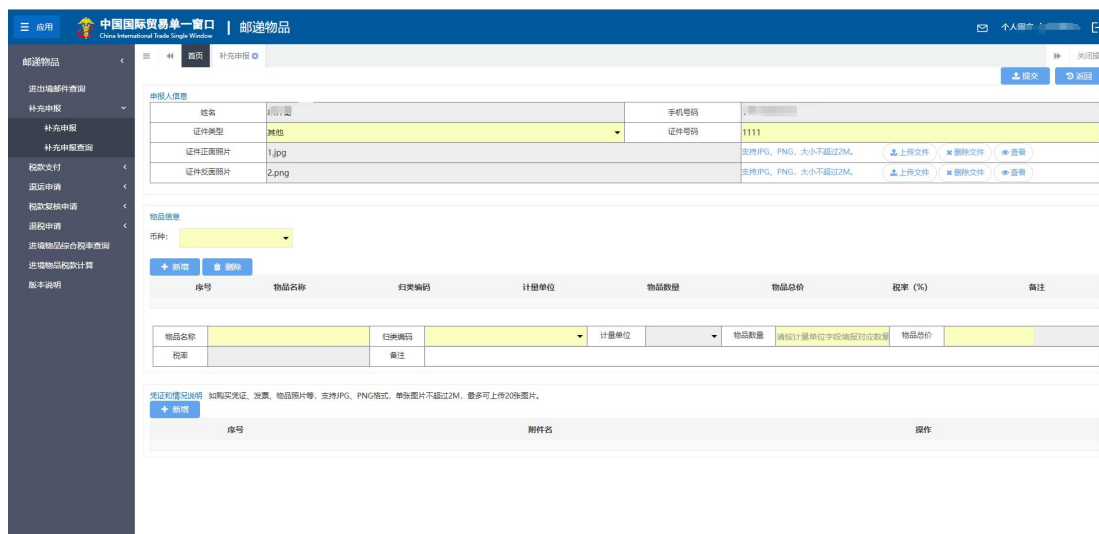 应用 中国国际贸易单一窗口 | 邮递物品 个人用户
China International Trade Single Window
邮递物品 首页 补充申报
提交 返回
进出境邮件查询
补充申报
补充申报
补充申报查询
税款支付
退运申请
税款复核申请
退税申请
进境物品综合税率查询
进境物品税款计算
版本说明
申报人信息
姓名 手机号码
证件类型 其他 证件号码 1111
证件正面照片 1.jpg 支持JPG、PNG，大小不超过2M。 上传文件 删除文件 查看
证件反面照片 2.png 支持JPG、PNG，大小不超过2M。 上传文件 删除文件 查看
物品信息
币种：
新增 删除
序号 物品名称 归类编码 计量单位 物品数量 物品总价 税率（%） 备注
物品名称 归类编码 计量单位 物品数量 请按计量单位字段填报对应数量 物品总价
税率 备注
凭证和情况说明 如购买凭证、发票、物品照片等，支持JPG、PNG格式，单张图片不超过2M，最多可上传20张图片。
新增
序号 附件名 操作